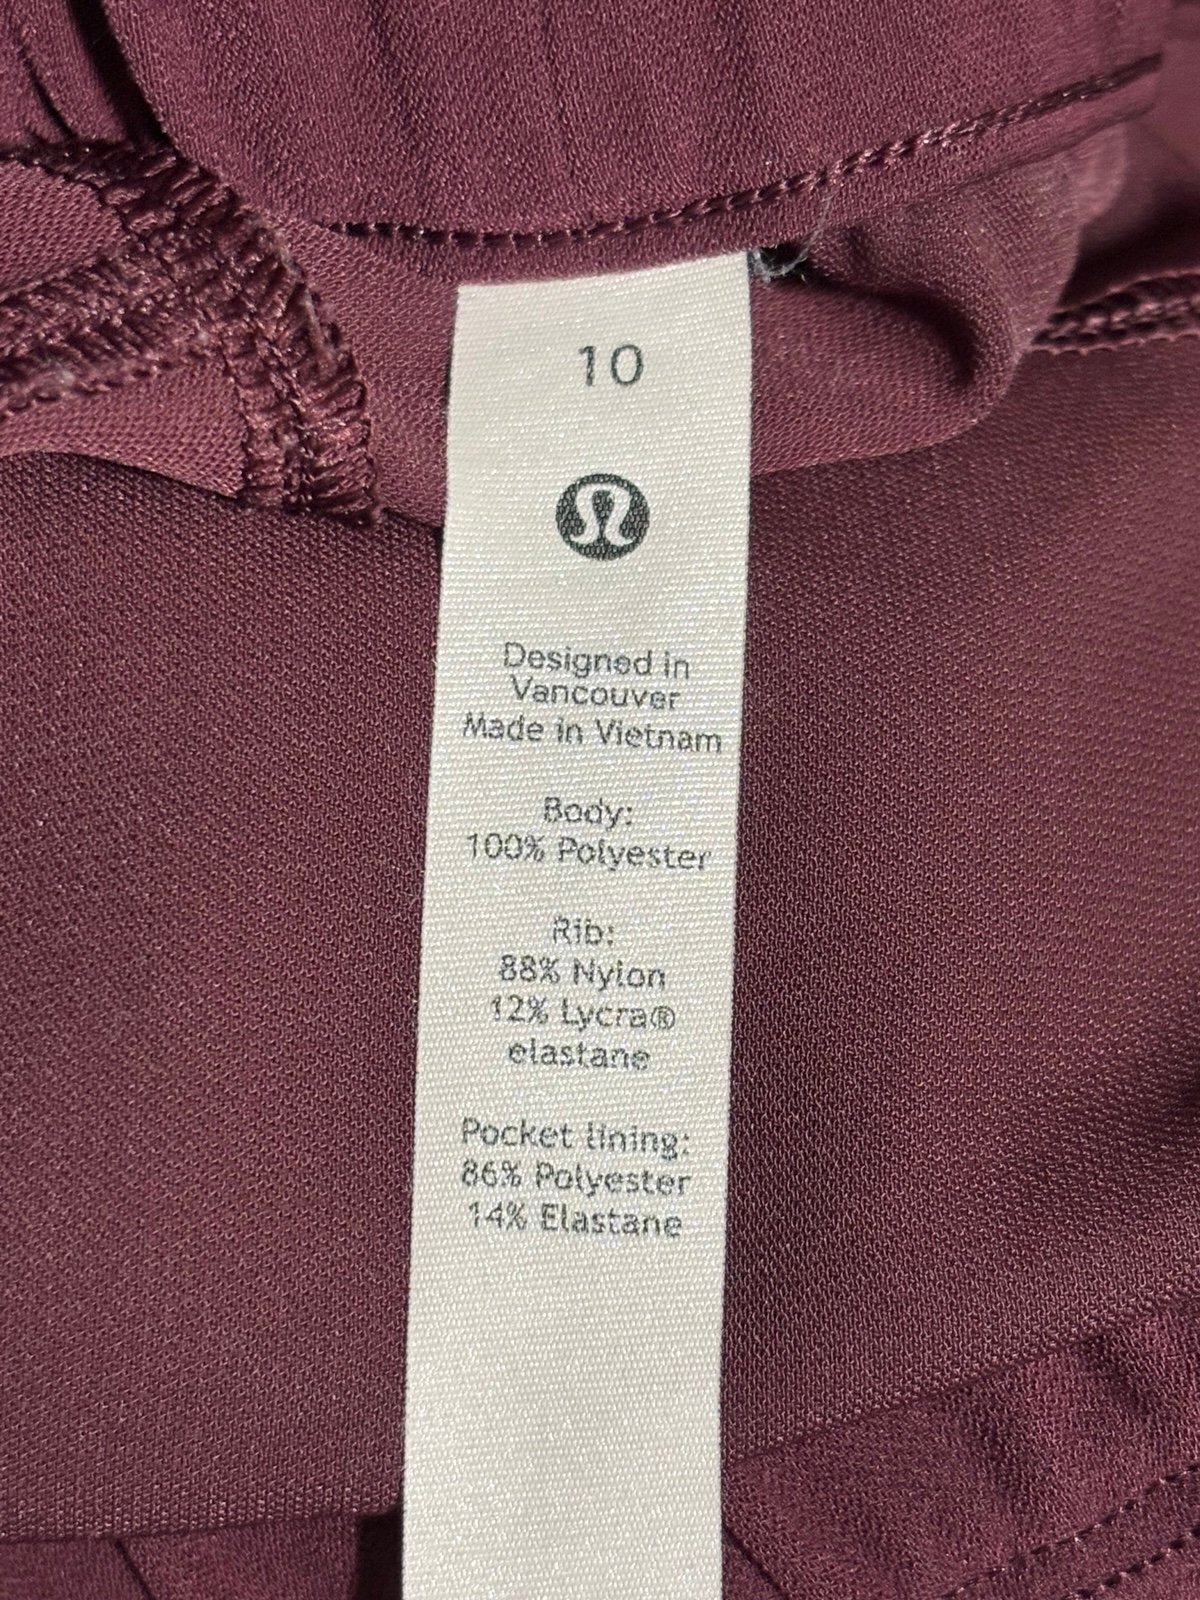 10
Designed in
Vancouver
Made in Vietnam
Body:
100% Polyester
Rib:
88% Nylon
12% Lycra®
elastane
Pocket lining:
86% Polyester
14% Elastane